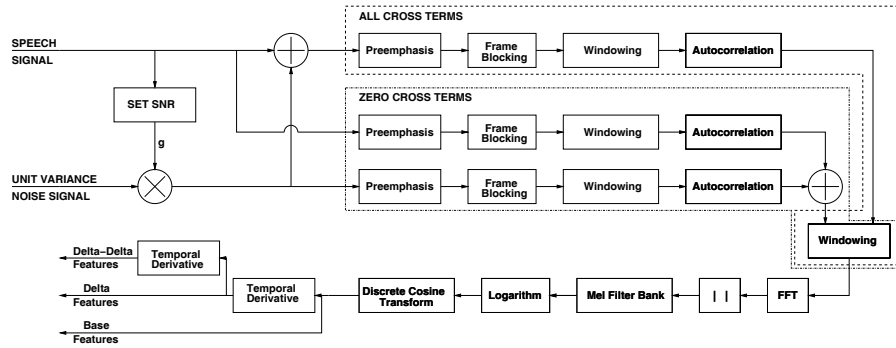 ALL CROSS TERMS
SPEECH
SIGNAL
Preemphasis
Frame
Blocking
Windowing
Autocorrelation
SET SNR
g
ZERO CROSS TERMS
Preemphasis
Frame
Blocking
Windowing
Autocorrelation
UNIT VARIANCE
NOISE SIGNAL
Preemphasis
Frame
Blocking
Windowing
Autocorrelation
Windowing
Delta–Delta
Features
Temporal
Derivative
Delta
Features
Temporal
Derivative
Discrete Cosine
Transform
Logarithm
Mel Filter Bank
| |
FFT
Base
Features